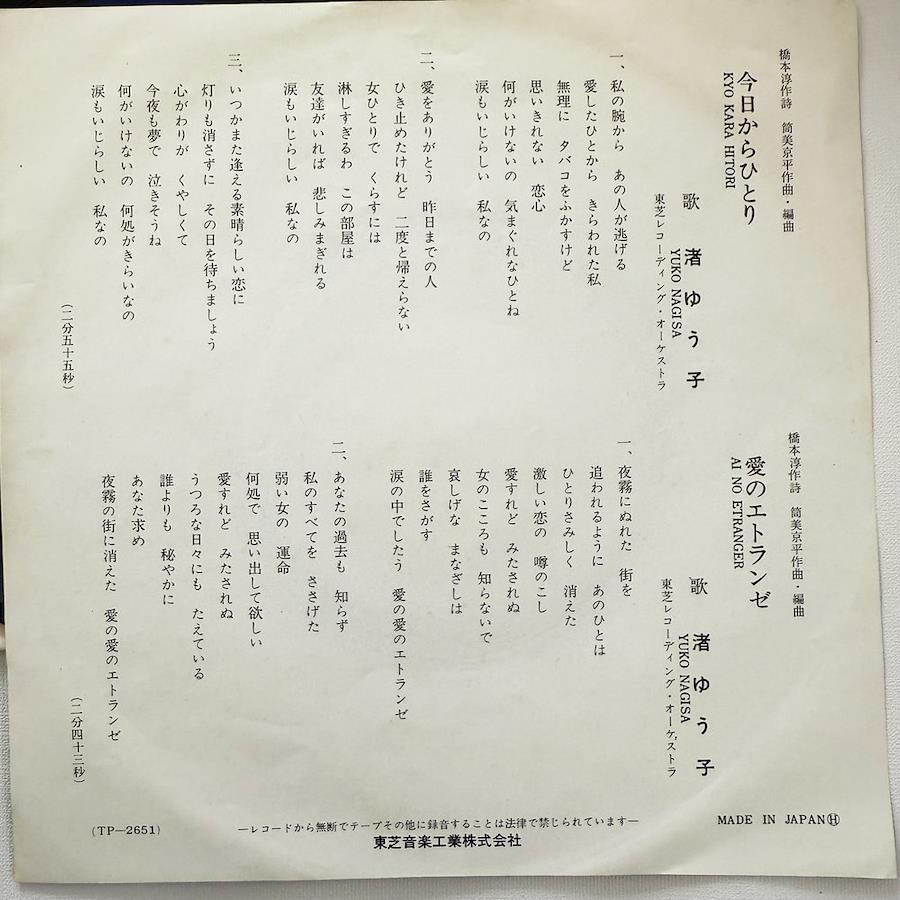 橋本淳作詩　筒美京平作曲・編曲
今日からひとり
KYO KARA HITORI
歌　渚ゆう子
YUKO NAGISA
東芝レコーディング・オーケストラ
一、私の腕から　あの人が逃げる
愛したひとから　きらわれた私
無理に　タバコをふかすけど
思いきれない　恋心
何がいけないの　気まぐれなひとね
涙もいじらしい　私なの
二、愛をありがとう　昨日までの人
ひき止めたけれど　二度と帰えらない
女ひとりで　くらすには
淋しすぎるわ　この部屋は
友達がいれば　悲しみまぎれる
涙もいじらしい　私なの
三、いつかまた逢える素晴らしい恋に
灯りも消さずに　その日を待ちましょう
心がわりが　くやしくて
今夜も夢で　泣きそうね
何がいけないの　何処がきらいなの
涙もいじらしい　私なの
（二分五十五秒）
橋本淳作詩　筒美京平作曲・編曲
愛のエトランゼ
AI NO ETRANGER
歌　渚ゆう子
YUKO NAGISA
東芝レコーディング・オーケストラ
一、夜霧にぬれた　街を
追われるように　あのひとは
ひとりさみしく　消えた
激しい恋の　噂のこし
愛すれど　みたされぬ
女のこころも　知らないで
哀しげな　まなざしは
誰をさがす
涙の中でしたう　愛の愛のエトランゼ
二、あなたの過去も　知らず
私のすべてを　ささげた
弱い女の　運命
何処で　思い出して欲しい
愛すれど　みたされぬ
うつろな日々にも　たえている
誰よりも　秘やかに
あなた求め
夜霧の街に消えた　愛の愛のエトランゼ
（二分四十三秒）
(TP—2651)
—レコードから無断でテープその他に録音することは法律で禁じられています—
東芝音楽工業株式会社
MADE IN JAPAN Ⓗ